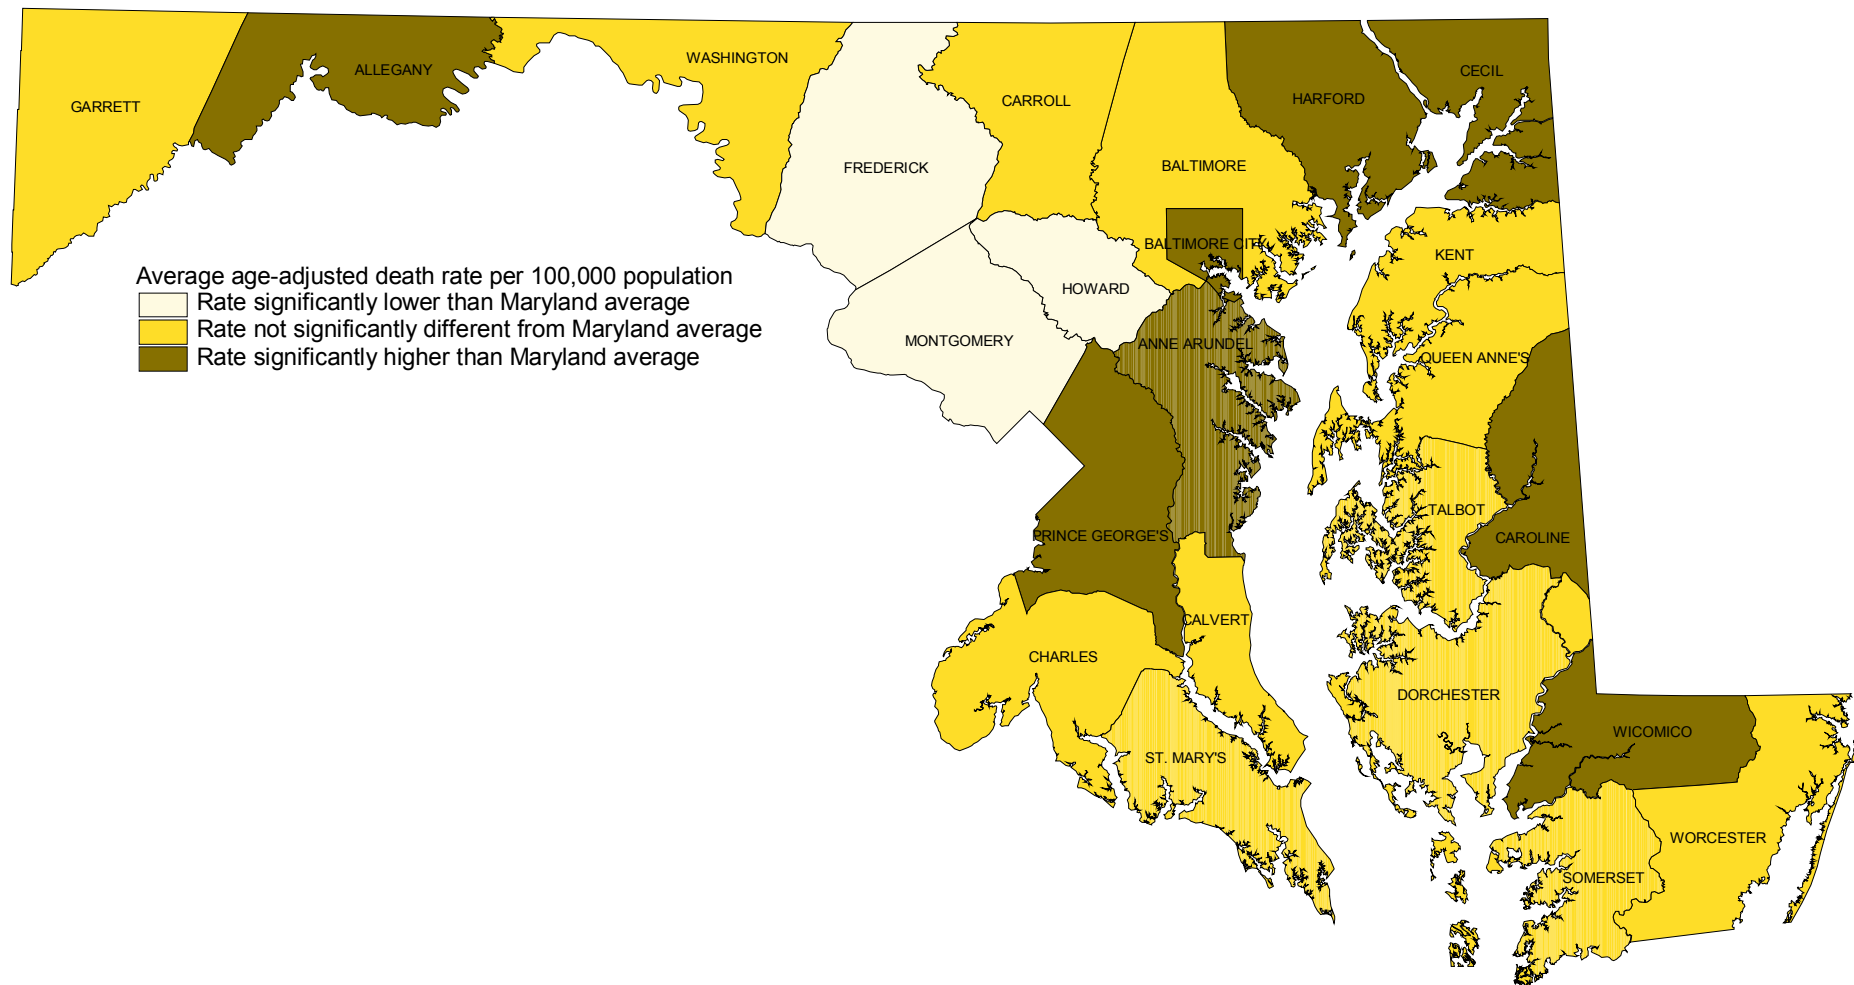 WASHINGTON
ALLEGANY
CECIL
GARRETT
CARROLL
HARFORD
FREDERICK
BALTIMORE
BALTIMORE CITY
KENT
Average age-adjusted death rate per 100,000 population
Rate significantly lower than Maryland average
Rate not significantly different from Maryland average
Rate significantly higher than Maryland average
HOWARD
MONTGOMERY
ANNE ARUNDEL
QUEEN ANNE'S
TALBOT
PRINCE GEORGE'S
CAROLINE
CALVERT
CHARLES
DORCHESTER
WICOMICO
ST. MARY'S
WORCESTER
SOMERSET